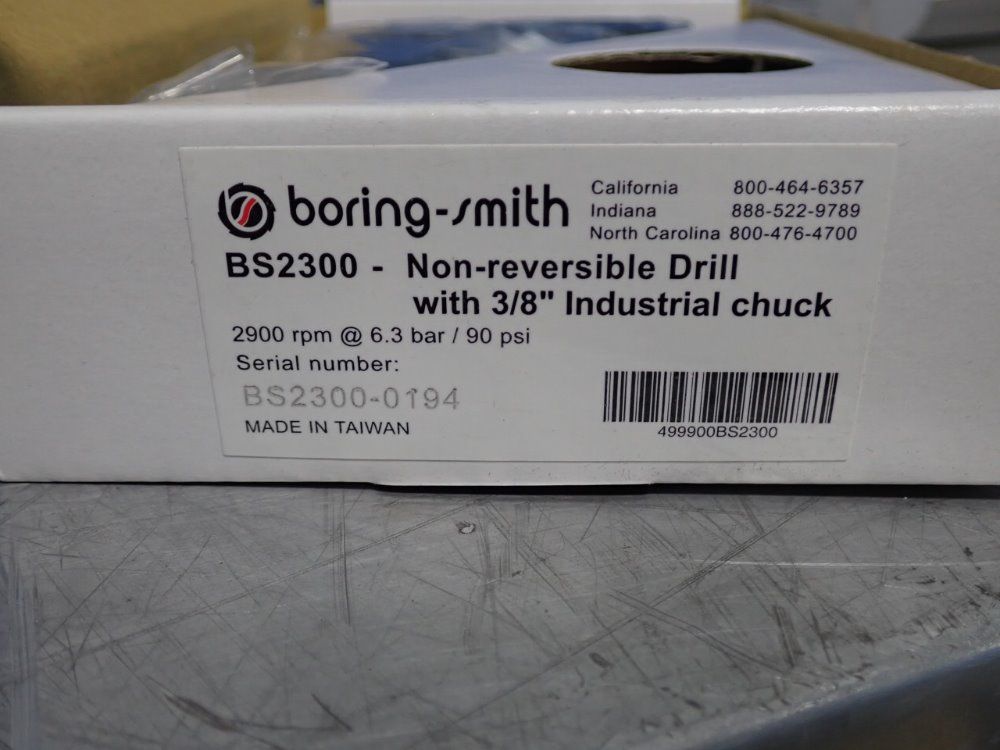 boring-smith
California 800-464-6357
Indiana 888-522-9789
North Carolina 800-476-4700
BS2300 - Non-reversible Drill
with 3/8" Industrial chuck
2900 rpm @ 6.3 bar / 90 psi
Serial number:
BS2300-0194
MADE IN TAIWAN
499900BS2300